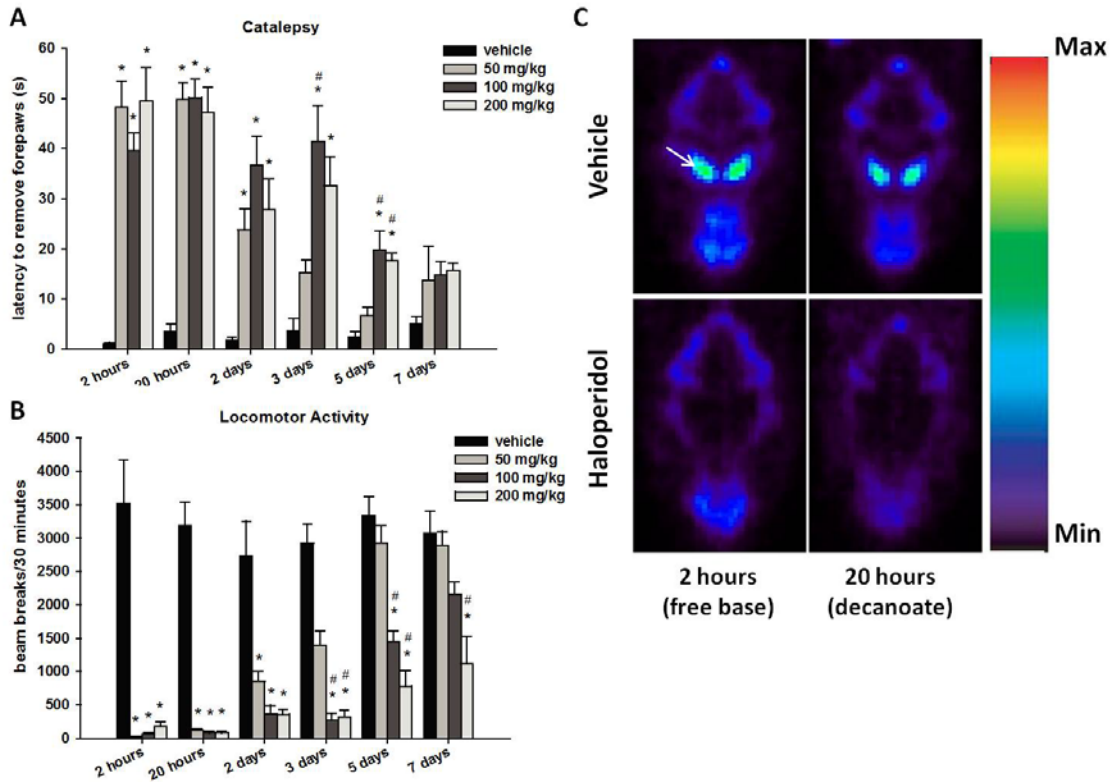 A
Catalepsy
60
50
40
30
20
10
0
latency to remove forepaws (s)
vehicle
50 mg/kg
100 mg/kg
200 mg/kg
* * *
* * *
* * *
# * *
# * # *
2 hours
20 hours
2 days
3 days
5 days
7 days
B
Locomotor Activity
4500
4000
3500
3000
2500
2000
1500
1000
500
0
beam breaks/30 minutes
vehicle
50 mg/kg
100 mg/kg
200 mg/kg
* * *
* * *
* * *
# * # *
# * # *
# *
2 hours
20 hours
2 days
3 days
5 days
7 days
C
Vehicle
Haloperidol
2 hours
(free base)
20 hours
(decanoate)
Max
Min